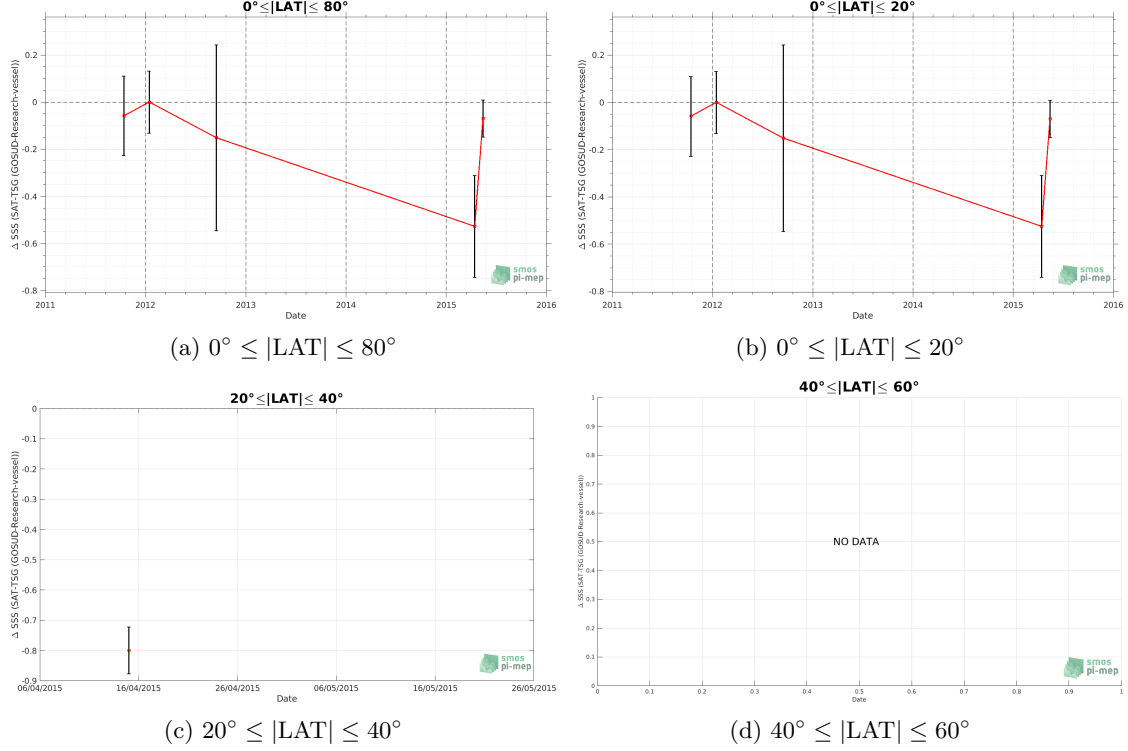 0°≤|LAT|≤ 80°
Δ SSS (SAT-TSG (GOSUD-Research-vessel))
0.2
0
-0.2
-0.4
-0.6
-0.8
2011 2012 2013 2014 2015 2016
Date
smos
pi-mep
(a) 0° ≤ |LAT| ≤ 80°
0°≤|LAT|≤ 20°
Δ SSS (SAT-TSG (GOSUD-Research-vessel))
0.2
0
-0.2
-0.4
-0.6
-0.8
2011 2012 2013 2014 2015 2016
Date
smos
pi-mep
(b) 0° ≤ |LAT| ≤ 20°
20°≤|LAT|≤ 40°
Δ SSS (SAT-TSG (GOSUD-Research-vessel))
0
-0.1
-0.2
-0.3
-0.4
-0.5
-0.6
-0.7
-0.8
-0.9
06/04/2015 16/04/2015 26/04/2015 06/05/2015 16/05/2015 26/05/2015
Date
smos
pi-mep
(c) 20° ≤ |LAT| ≤ 40°
40°≤|LAT|≤ 60°
Δ SSS (SAT-TSG (GOSUD-Research-vessel))
1
0.9
0.8
0.7
0.6
0.5
0.4
0.3
0.2
0.1
0
NO DATA
0 0.1 0.2 0.3 0.4 0.5 0.6 0.7 0.8 0.9 1
Date
smos
pi-mep
(d) 40° ≤ |LAT| ≤ 60°